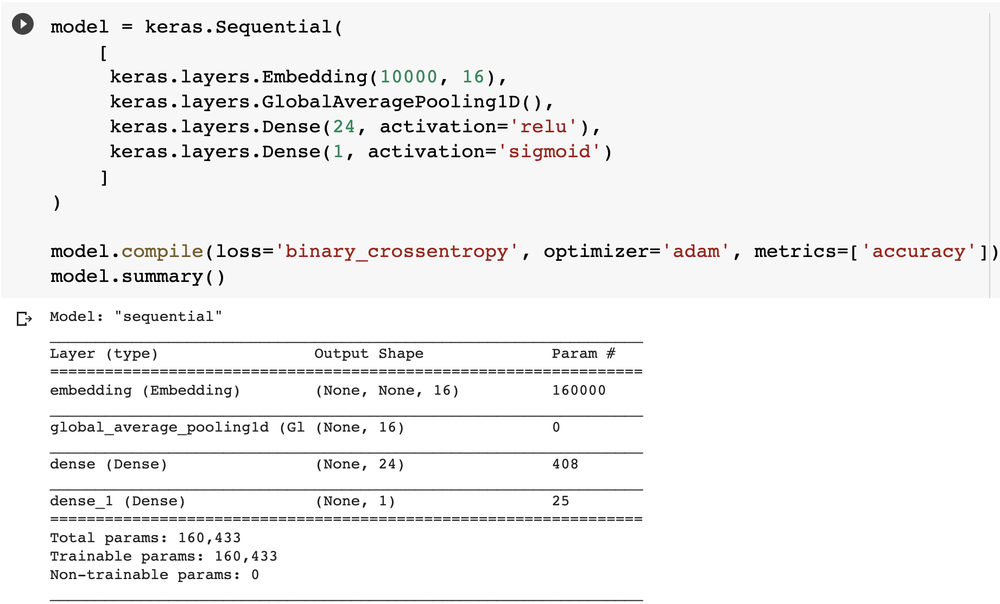 model = keras.Sequential(
    [
     keras.layers.Embedding(10000, 16),
     keras.layers.GlobalAveragePooling1D(),
     keras.layers.Dense(24, activation='relu'),
     keras.layers.Dense(1, activation='sigmoid')
    ]
)
model.compile(loss='binary_crossentropy', optimizer='adam', metrics=['accuracy'])
model.summary()
Model: "sequential"
_________________________________________________________________
Layer (type)                 Output Shape              Param #
=================================================================
embedding (Embedding)        (None, None, 16)          160000
_________________________________________________________________
global_average_pooling1d (Gl (None, 16)                0
_________________________________________________________________
dense (Dense)                (None, 24)                408
_________________________________________________________________
dense_1 (Dense)              (None, 1)                 25
=================================================================
Total params: 160,433
Trainable params: 160,433
Non-trainable params: 0
_________________________________________________________________